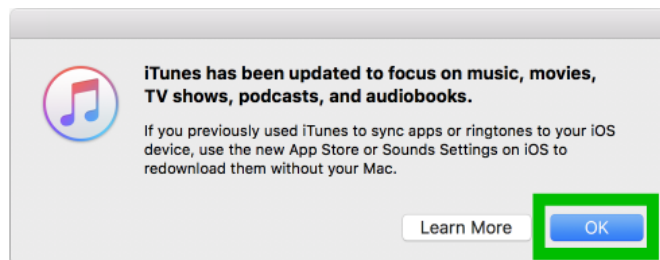 iTunes has been updated to focus on music, movies,
TV shows, podcasts, and audiobooks.
If you previously used iTunes to sync apps or ringtones to your iOS
device, use the new App Store or Sounds Settings on iOS to
redownload them without your Mac.
Learn More
OK